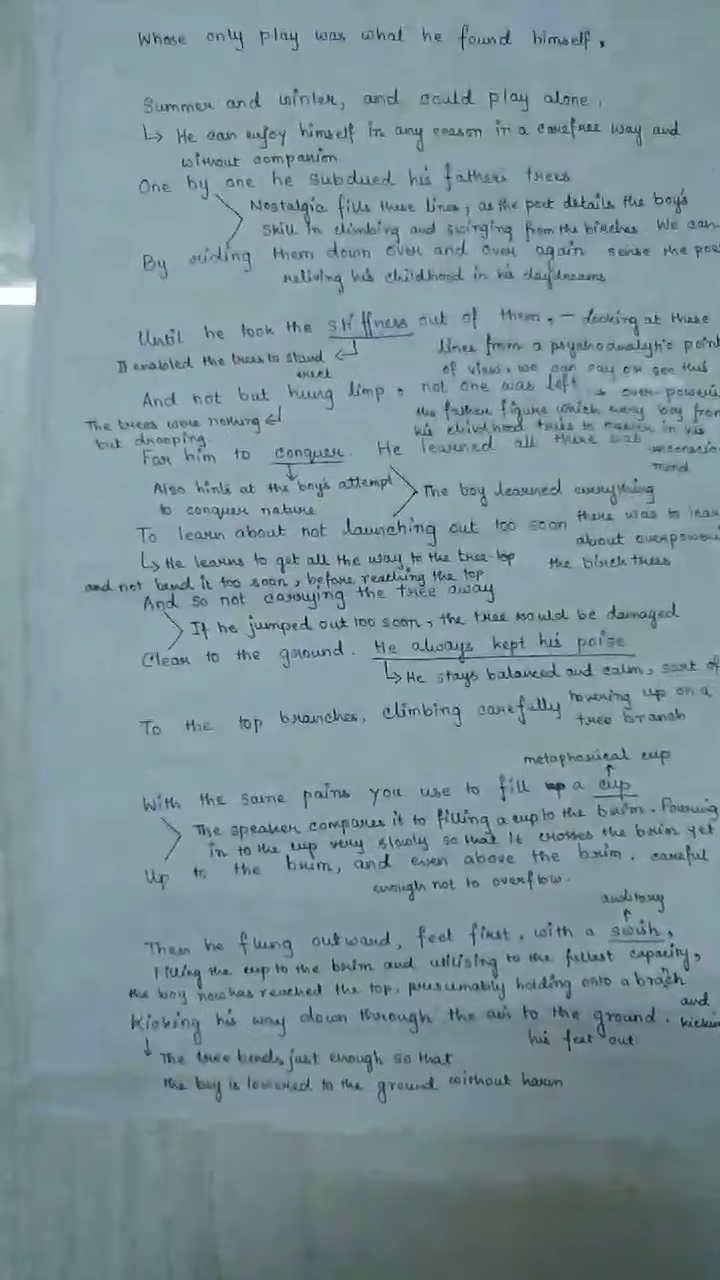 Whose only play was what he found himself,
Summer and winter, and could play alone,
↳ He can enjoy himself in any season in a carefree way and
without companion
One by one he subdued his fathers trees
Nostalgia fills these lines, as the poet details the boy's
skill in climbing and swinging from the birches We can
By riding them down over and over again sense the
reliving his childhood in his daydreams
Until he took the stiffness out of them, – Looking at these
It enabled the trees to stand
erect
lines from a psychoanalytic point
of view, we can say or see this
And not but hung limp, not one was left
The trees were nothing
but drooping
the father figure which every boy from
his childhood tries to in his
For him to conquer. He learned all there
mind
Also hints at the boy's attempt
to conquer nature
The boy learned everything
there was to
about
the birch trees
To learn about not launching out too soon
↳ He learns to get all the way to the tree-top
and not bend it too soon, before reaching the top
And so not carrying the tree away
If he jumped out too soon, the tree would be damaged
Clear to the ground. He always kept his poise
↳ He stays balanced and calm, sort of
hovering up on a
tree branch
To the top branches, climbing carefully
metaphorical cup
With the same pains you use to fill a cup
The speaker compares it to filling a cup to the brim. Pouring
in to the cup very slowly so that it crosses the brim yet
Up to the brim, and even above the brim. careful
enough not to overflow.
auditory
Then he flung outward, feet first, with a swish,
Filling the cup to the brim and utilising to the fullest capacity,
the boy now has reached the top, presumably holding onto a brach
and
Kicking his way down through the air to the ground.
his feet out
↓ The tree bends just enough so that
the boy is lowered to the ground without harm